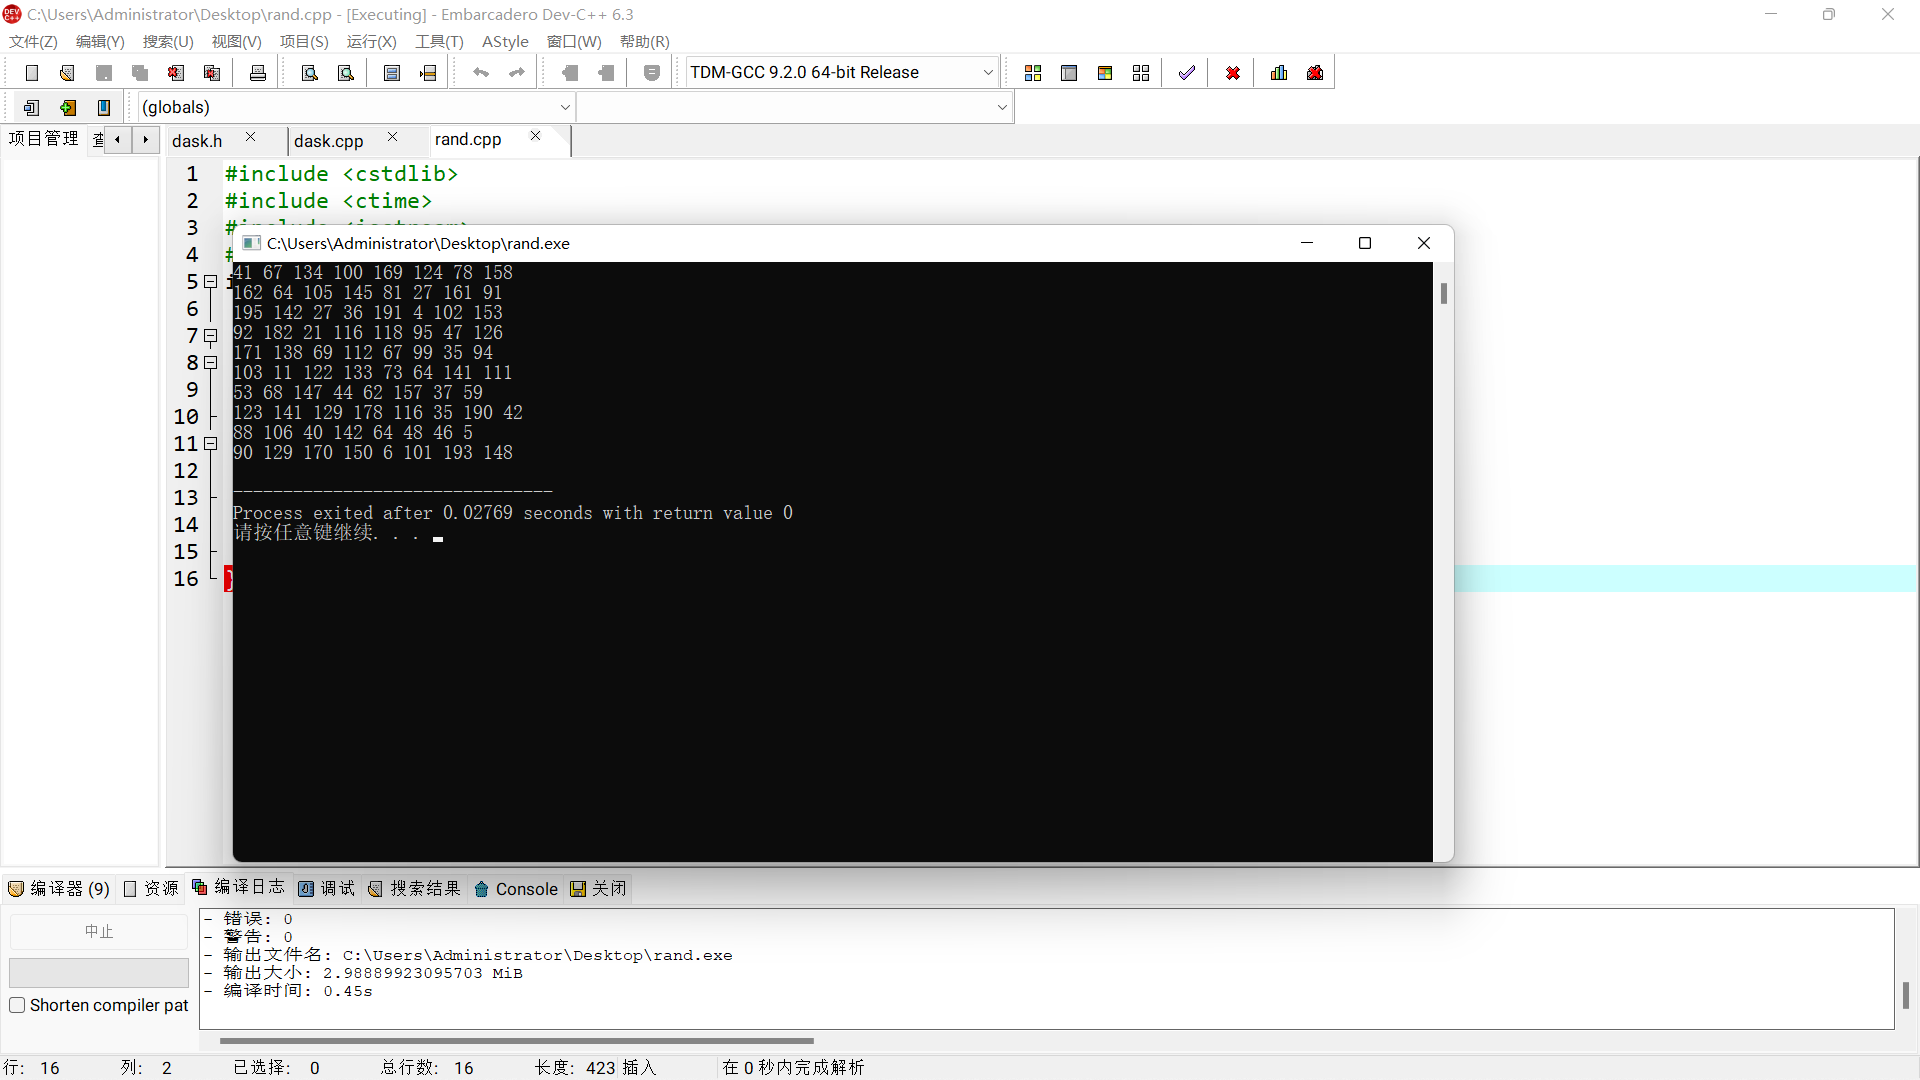 C:\Users\Administrator\Desktop\rand.cpp - [Executing] - Embarcadero Dev-C++ 6.3
文件(Z) 编辑(Y) 搜索(U) 视图(V) 项目(S) 运行(X) 工具(T) AStyle 窗口(W) 帮助(R)
TDM-GCC 9.2.0 64-bit Release
(globals)
项目管理 dask.h dask.cpp rand.cpp
1 #include <cstdlib>
2 #include <ctime>
3
4
5
6
7
8
9
10
11
12
13
14
15
16 }
C:\Users\Administrator\Desktop\rand.exe
41 67 134 100 169 124 78 158
162 64 105 145 81 27 161 91
195 142 27 36 191 4 102 153
92 182 21 116 118 95 47 126
171 138 69 112 67 99 35 94
103 11 122 133 73 64 141 111
53 68 147 44 62 157 37 59
123 141 129 178 116 35 190 42
88 106 40 142 64 48 46 5
90 129 170 150 6 101 193 148
--------------------------------
Process exited after 0.02769 seconds with return value 0
请按任意键继续. . .
编译器 (9) 资源 编译日志 调试 搜索结果 Console 关闭
中止
Shorten compiler pat
- 错误: 0
- 警告: 0
- 输出文件名: C:\Users\Administrator\Desktop\rand.exe
- 输出大小: 2.98889923095703 MiB
- 编译时间: 0.45s
行: 16 列: 2 已选择: 0 总行数: 16 长度: 423 插入 在 0 秒内完成解析